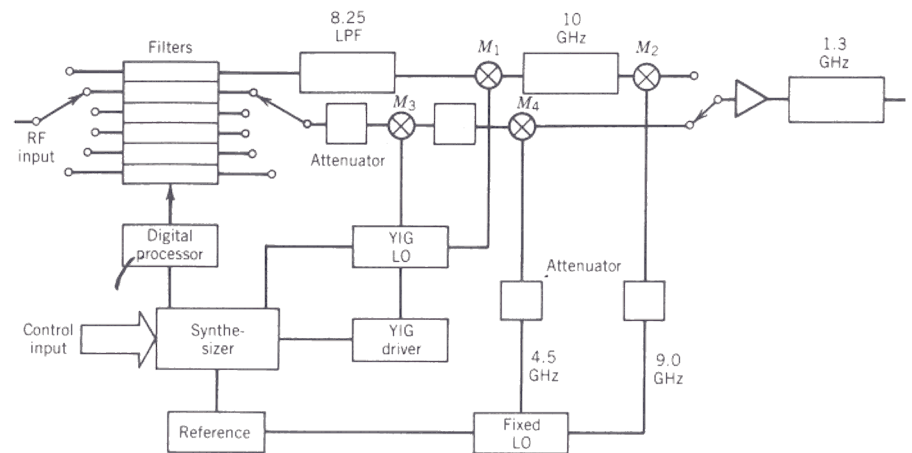 8.25
LPF
Filters
M1
10
GHz
M2
1.3
GHz
M3
M4
RF
input
Attenuator
Digital
processor
YIG
LO
Attenuator
Control
input
Synthe-
sizer
YIG
driver
4.5
GHz
9.0
GHz
Reference
Fixed
LO